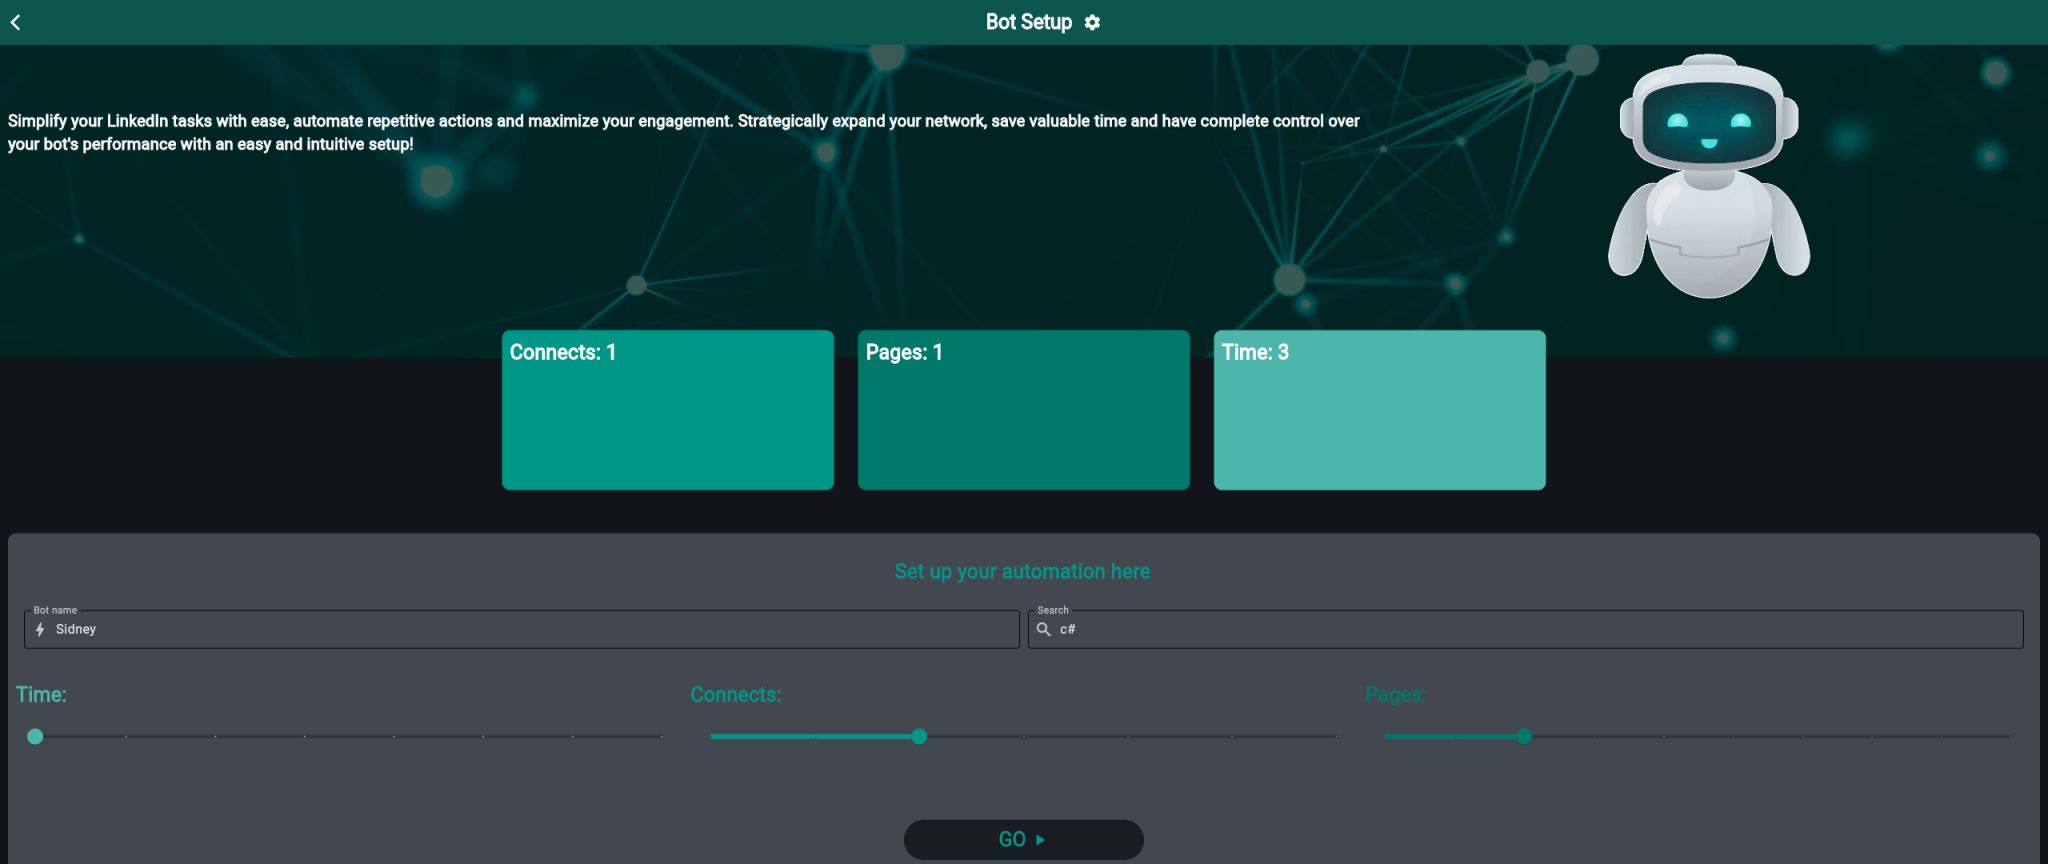 Bot Setup
Simplify your LinkedIn tasks with ease, automate repetitive actions and maximize your engagement. Strategically expand your network, save valuable time and have complete control over
your bot's performance with an easy and intuitive setup!
Connects: 1
Pages: 1
Time: 3
Set up your automation here
Bot name
Sidney
Search
c#
Time:
Connects:
Pages:
GO